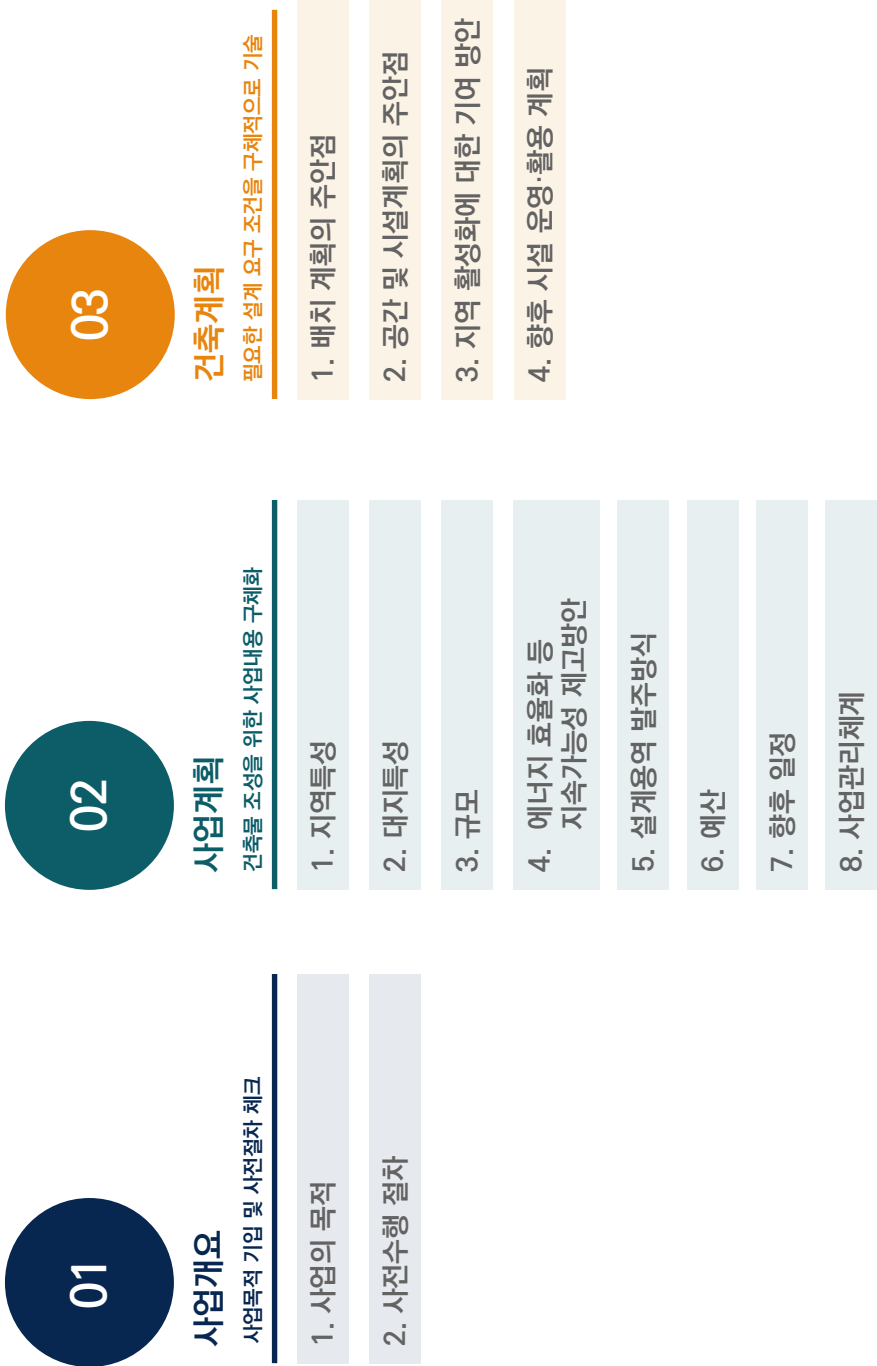 01
사업개요
사업목적 기입 및 사전절차 체크
1. 사업의 목적
2. 사전수행 절차
02
사업계획
건축물 조성을 위한 사업내용 구체화
1. 지역특성
2. 대지특성
3. 규모
4. 에너지 효율화 등
지속가능성 제고방안
5. 설계용역 발주방식
6. 예산
7. 향후 일정
8. 사업관리체계
03
건축계획
필요한 설계 요구 조건을 구체적으로 기술
1. 배치 계획의 주안점
2. 공간 및 시설계획의 주안점
3. 지역 활성화에 대한 기여 방안
4. 향후 시설 운영·활용 계획